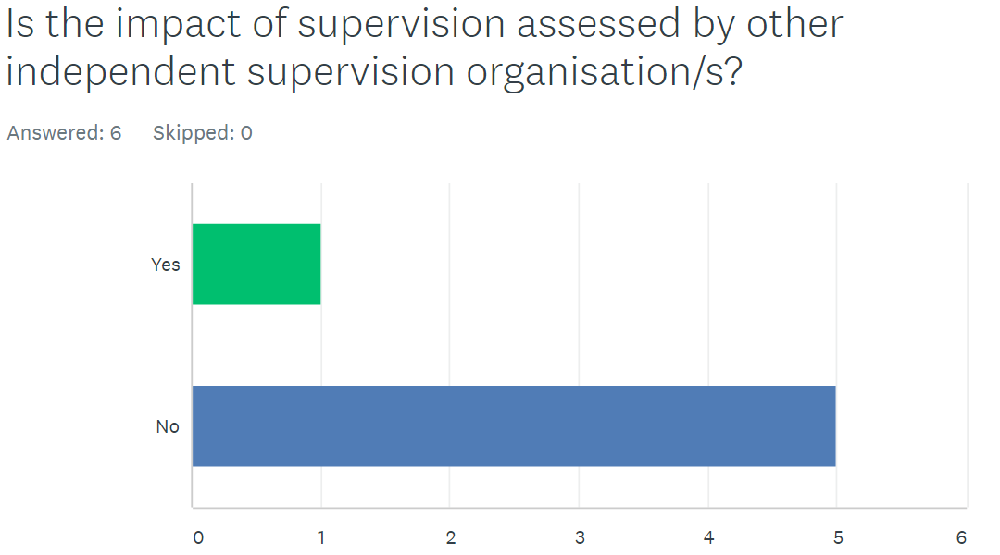 Is the impact of supervision assessed by other
independent supervision organisation/s?
Answered: 6 Skipped: 0
Yes
No
0 1 2 3 4 5 6